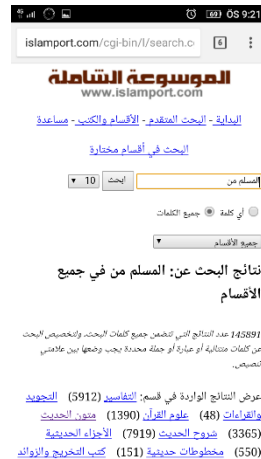 69 ÖS 9:21
islamport.com/cgi-bin/l/search.c 6
الموسوعة الشاملة
www.islamport.com
البداية - البحث المتقدم - الأقسام والكتب - مساعدة
البحث في أقسام مختارة
المسلم من ابحث 10
أي كلمة جميع الكلمات
جميع الأقسام
نتائج البحث عن: المسلم من في جميع
الأقسام
145891 عدد النتائج التي تتضمن جميع كلمات البحث. ولتخصيص البحث
عن كلمات متتالية أو عبارة أو جملة محددة يجب وضعها بين علامتي
تنصيص.
عرض النتائج الواردة في قسم: التفاسير (5912) التجويد
والقراءات (48) علوم القرآن (1390) متون الحديث
(3365) شروح الحديث (7919) الأجزاء الحديثية
(550) مخطوطات حديثية (151) كتب التخريج والزوائد